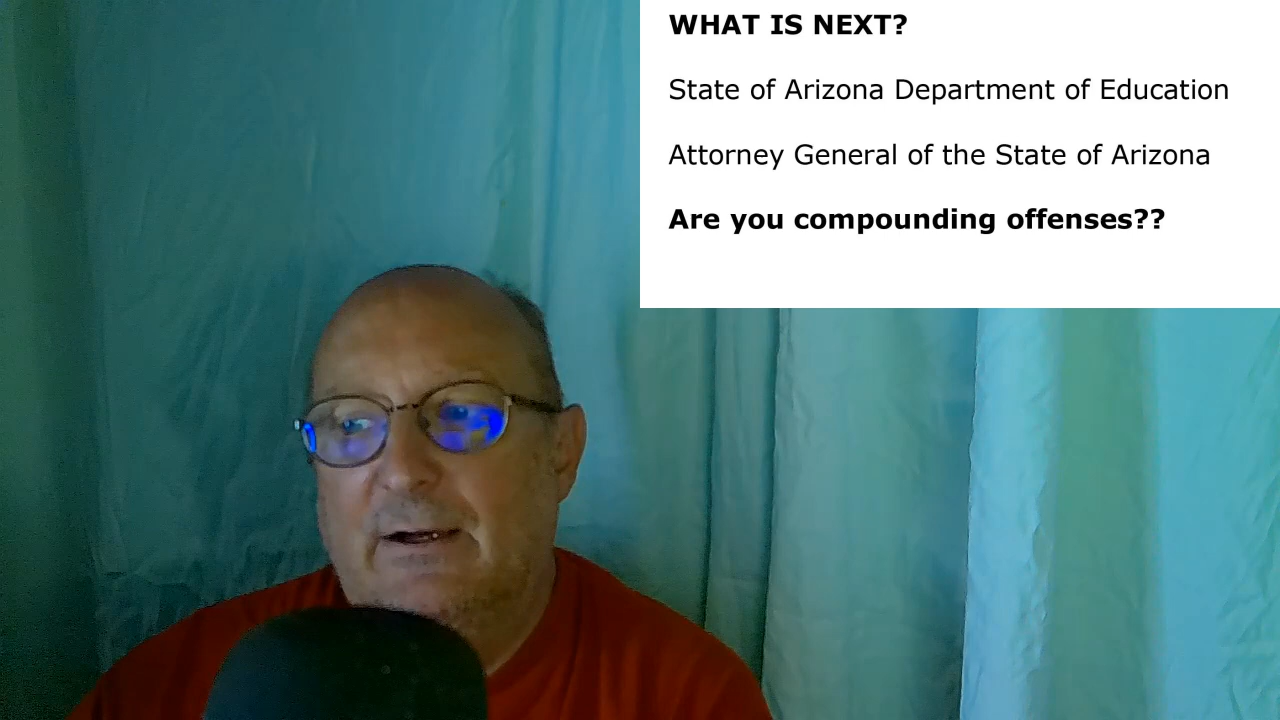 WHAT IS NEXT?
State of Arizona Department of Education
Attorney General of the State of Arizona
Are you compounding offenses??